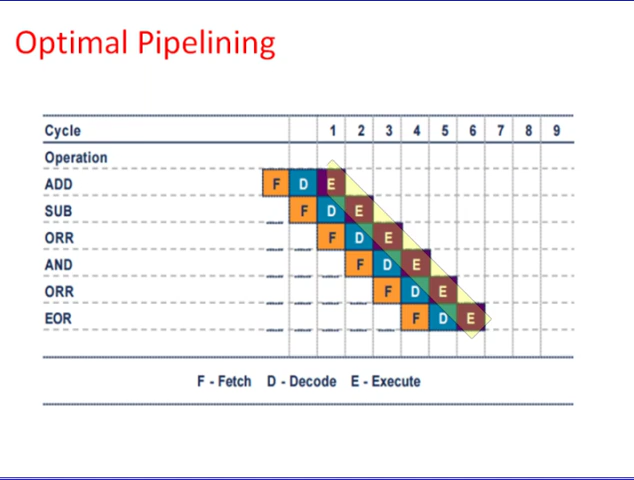 Optimal Pipelining
Cycle 1 2 3 4 5 6 7 8 9
Operation
ADD F D E
SUB F D E
ORR F D E
AND F D E
ORR F D E
EOR F D E
F - Fetch D - Decode E - Execute